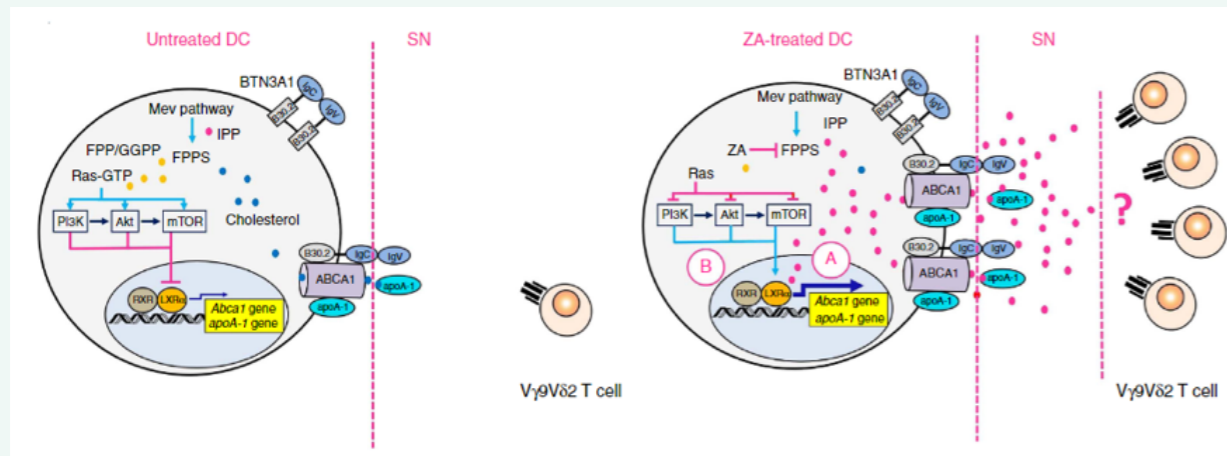 Untreated DC
SN
BTN3A1
IgC
IgV
B30.2
B30.2
Mev pathway
IPP
FPP/GGPP
FPPS
Ras-GTP
PI3K
Akt
mTOR
Cholesterol
B30.2
IgC
IgV
ABCA1
apoA-1
apoA-1
RXR
LXRα
Abca1 gene
apoA-1 gene
Vγ9Vδ2 T cell
ZA-treated DC
SN
BTN3A1
IgC
IgV
B30.2
B30.2
Mev pathway
IPP
ZA
FPPS
Ras
PI3K
Akt
mTOR
B30.2
IgC
IgV
ABCA1
apoA-1
apoA-1
?
B
A
B30.2
IgC
IgV
ABCA1
apoA-1
apoA-1
RXR
LXRα
Abca1 gene
apoA-1 gene
Vγ9Vδ2 T cell